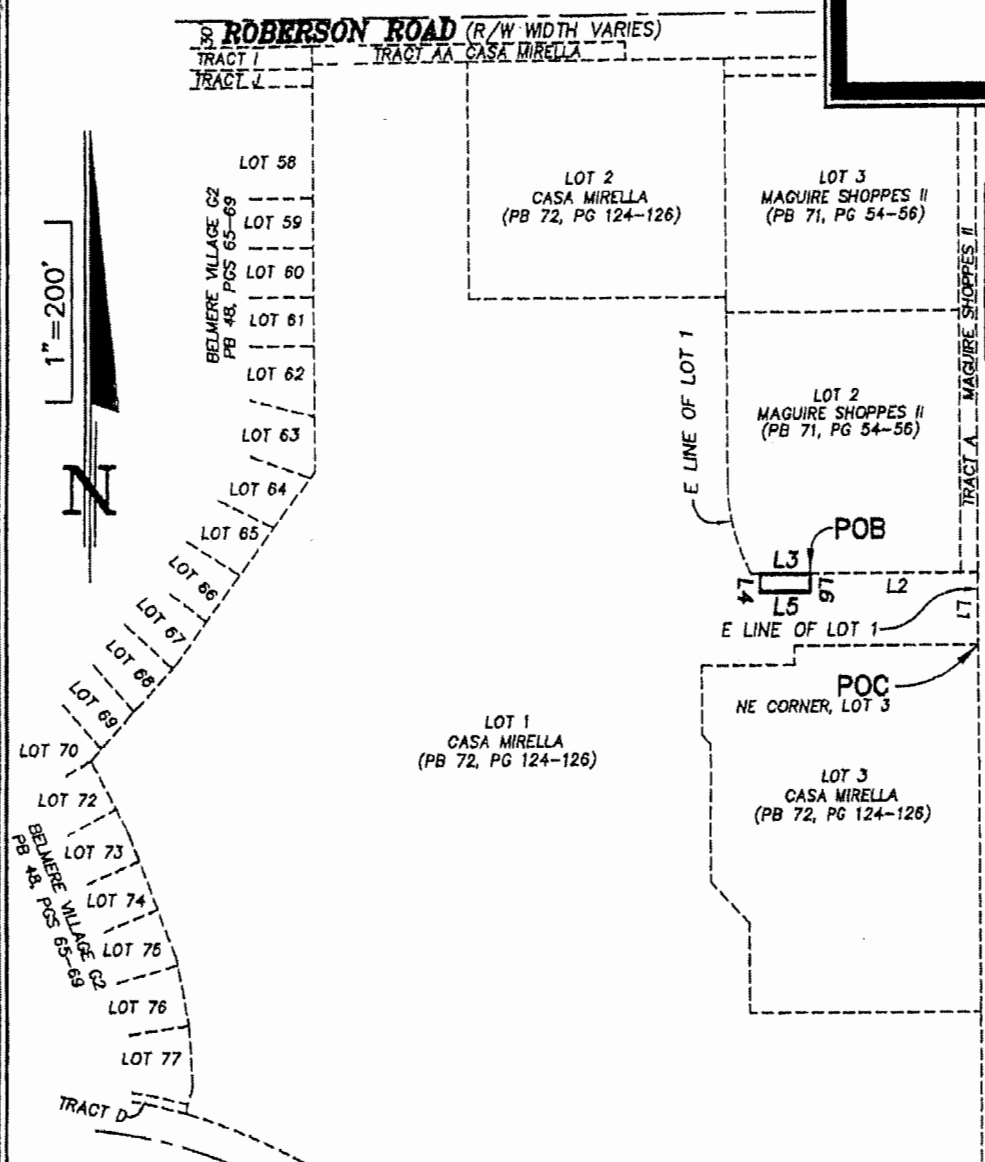 30
ROBERSON ROAD (R/W WIDTH VARIES)
TRACT I
TRACT AA CASA MIRELLA
TRACT J
LOT 58
LOT 59
LOT 60
LOT 61
LOT 62
LOT 63
LOT 64
LOT 65
LOT 66
LOT 67
LOT 68
LOT 69
LOT 70
LOT 72
LOT 73
LOT 74
LOT 75
LOT 76
LOT 77
TRACT D
BELMERE VILLAGE G2
PB 48, PGS 65-69
BELMERE VILLAGE G2
PB 48, PGS 65-69
1"=200'
N
LOT 2
CASA MIRELLA
(PB 72, PG 124-126)
LOT 3
MAGUIRE SHOPPES II
(PB 71, PG 54-56)
LOT 2
MAGUIRE SHOPPES II
(PB 71, PG 54-56)
TRACT A MAGUIRE SHOPPES II
E LINE OF LOT 1
POB
L3
L4
L5
L6
L2
L1
E LINE OF LOT 1
POC
NE CORNER, LOT 3
LOT 1
CASA MIRELLA
(PB 72, PG 124-126)
LOT 3
CASA MIRELLA
(PB 72, PG 124-126)